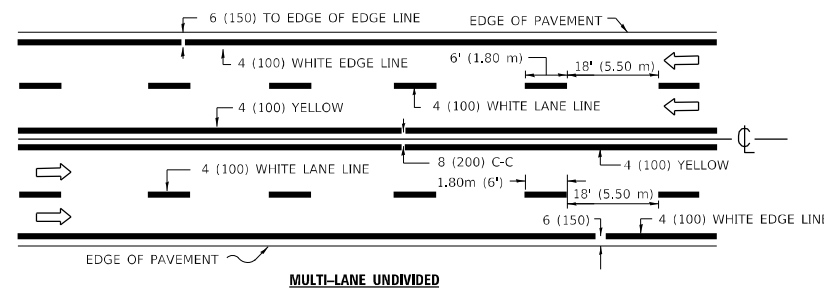 6 (150) TO EDGE OF EDGE LINE
EDGE OF PAVEMENT
4 (100) WHITE EDGE LINE
6' (1.80 m)
18' (5.50 m)
4 (100) YELLOW
4 (100) WHITE LANE LINE
CL
4 (100) WHITE LANE LINE
8 (200) C-C
4 (100) YELLOW
1.80m (6')
18' (5.50 m)
6 (150)
4 (100) WHITE EDGE LINE
EDGE OF PAVEMENT
MULTI–LANE UNDIVIDED